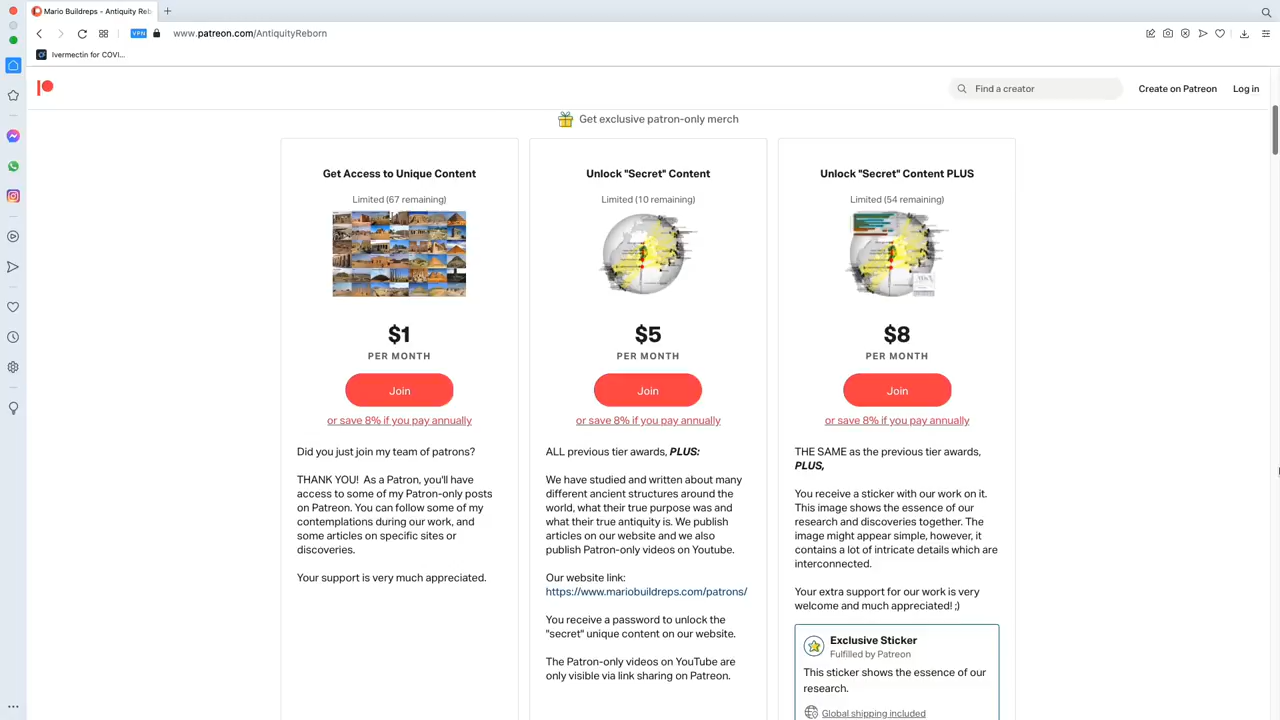 Mario Buildreps - Antiquity Reb
VPN
www.patreon.com/AntiquityReborn
Ivermectin for COVI...
Find a creator
Create on Patreon
Log in
Get exclusive patron-only merch
Get Access to Unique Content
Limited (67 remaining)
$1
PER MONTH
Join
or save 8% if you pay annually
Did you just join my team of patrons?
THANK YOU!  As a Patron, you'll have
access to some of my Patron-only posts
on Patreon. You can follow some of my
contemplations during our work, and
some articles on specific sites or
discoveries.
Your support is very much appreciated.
Unlock "Secret" Content
Limited (10 remaining)
$5
PER MONTH
Join
or save 8% if you pay annually
ALL previous tier awards, PLUS:
We have studied and written about many
different ancient structures around the
world, what their true purpose was and
what their true antiquity is. We publish
articles on our website and we also
publish Patron-only videos on Youtube.
Our website link:
https://www.mariobuildreps.com/patrons/
You receive a password to unlock the
"secret" unique content on our website.
The Patron-only videos on YouTube are
only visible via link sharing on Patreon.
Unlock "Secret" Content PLUS
Limited (54 remaining)
$8
PER MONTH
Join
or save 8% if you pay annually
THE SAME as the previous tier awards,
PLUS,
You receive a sticker with our work on it.
This image shows the essence of our
research and discoveries together. The
image might appear simple, however, it
contains a lot of intricate details which are
interconnected.
Your extra support for our work is very
welcome and much appreciated! ;)
Exclusive Sticker
Fulfilled by Patreon
This sticker shows the essence of our
research.
Global shipping included